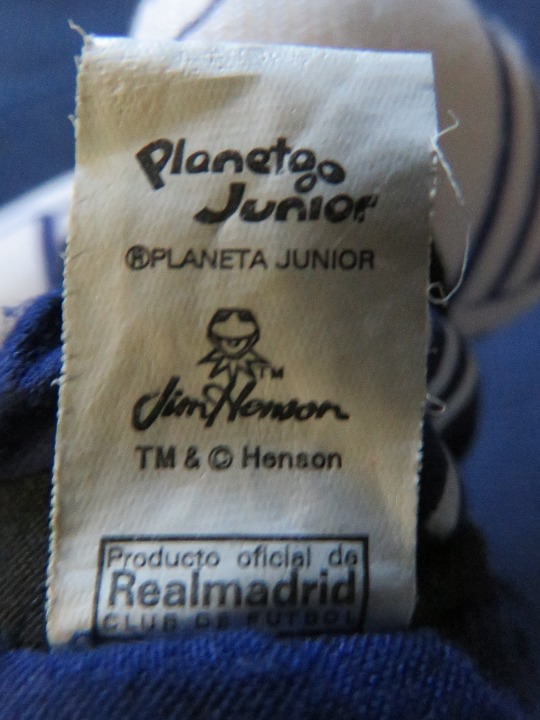 Planeta
Junior
®PLANETA JUNIOR
TM
Jim Henson
TM & © Henson
Producto oficial de
Realmadrid
CLUB DE FUTBOL